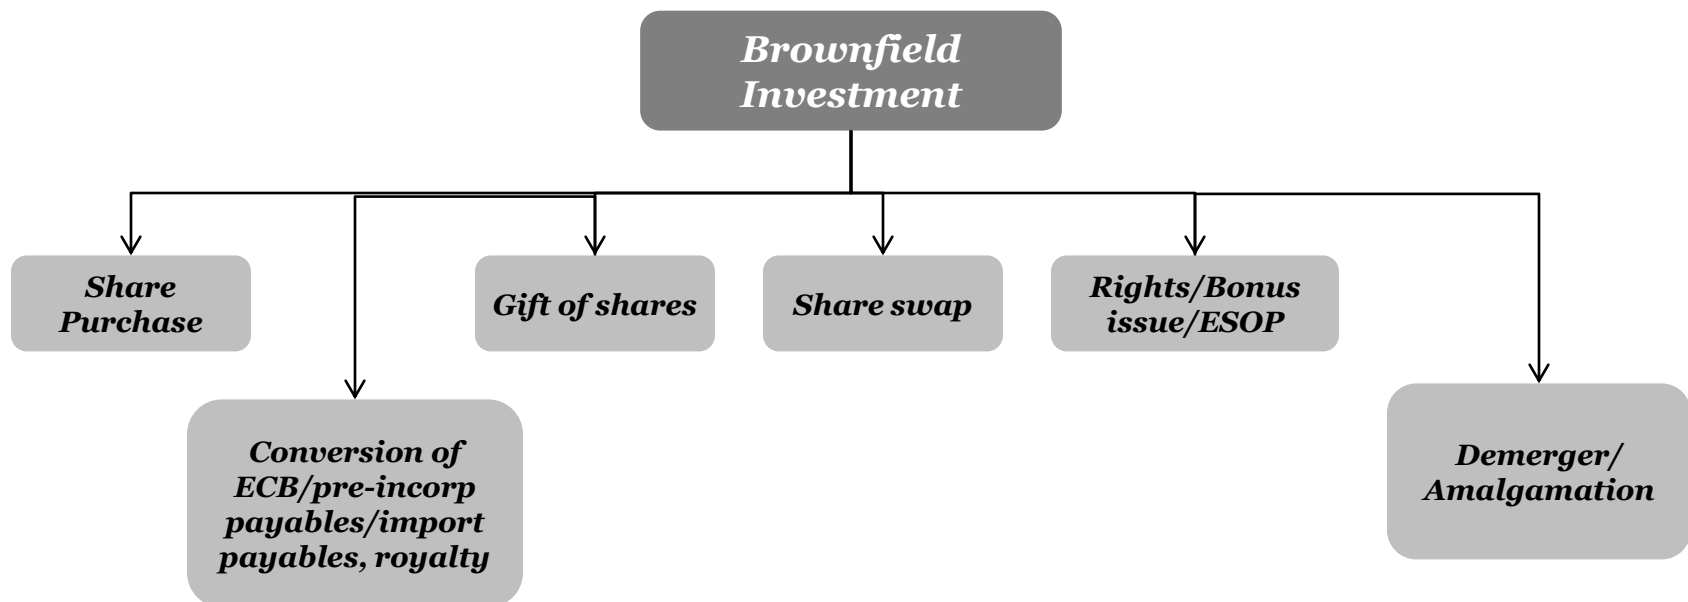 Brownfield
Investment
Share
Purchase
Gift of shares
Share swap
Rights/Bonus
issue/ESOP
Conversion of
ECB/pre-incorp
payables/import
payables, royalty
Demerger/
Amalgamation